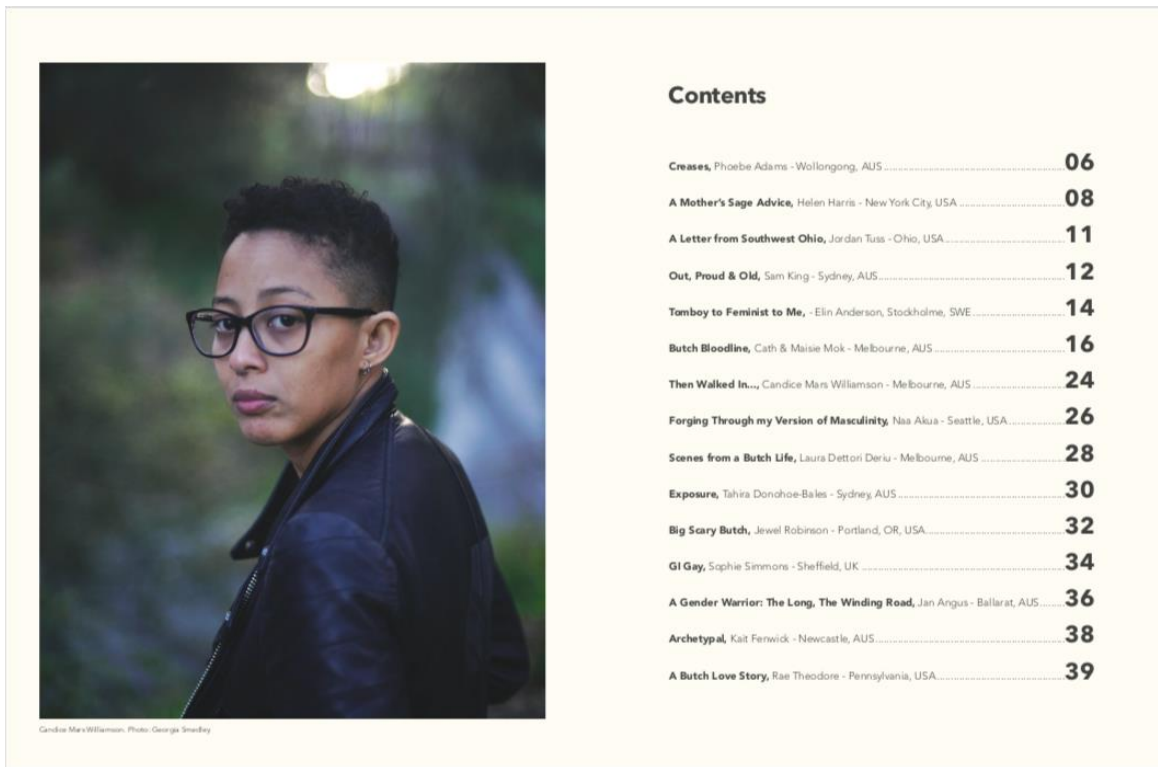 Contents
Creases, Phoebe Adams - Wollongong, AUS 06
A Mother's Sage Advice, Helen Harris - New York City, USA 08
A Letter from Southwest Ohio, Jordan Tuss - Ohio, USA 11
Out, Proud & Old, Sam King - Sydney, AUS 12
Tomboy to Feminist to Me, - Elin Anderson, Stockholme, SWE 14
Butch Bloodline, Cath & Maisie Mok - Melbourne, AUS 16
Then Walked In..., Candice Mars Williamson - Melbourne, AUS 24
Forging Through my Version of Masculinity, Naa Akua - Seattle, USA 26
Scenes from a Butch Life, Laura Dettori Deriu - Melbourne, AUS 28
Exposure, Tahira Donohoe-Bales - Sydney, AUS 30
Big Scary Butch, Jewel Robinson - Portland, OR, USA 32
GI Gay, Sophie Simmons - Sheffield, UK 34
A Gender Warrior: The Long, The Winding Road, Jan Angus - Ballarat, AUS 36
Archetypal, Kait Fenwick - Newcastle, AUS 38
A Butch Love Story, Rae Theodore - Pennsylvania, USA 39
Candice Mars Williamson. Photo: Georgia Smedley